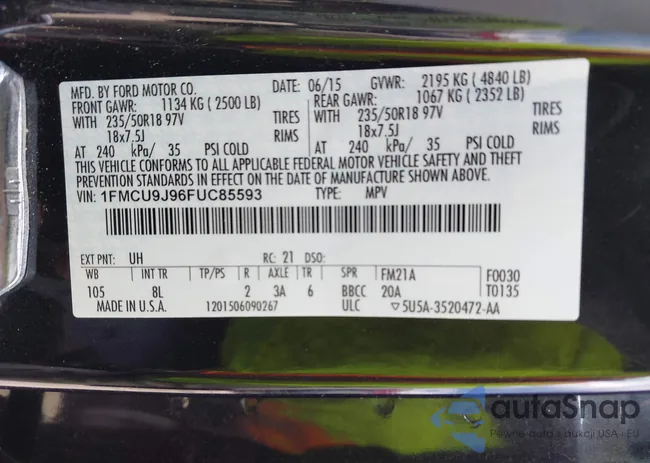 MFD. BY FORD MOTOR CO. DATE: 06/15 GVWR: 2195 KG ( 4840 LB)
FRONT GAWR: 1134 KG ( 2500 LB) REAR GAWR: 1067 KG ( 2352 LB)
WITH 235/50R18 97V TIRES WITH 235/50R18 97V TIRES
18x7.5J RIMS 18x7.5J RIMS
AT 240 kPa/ 35 PSI COLD AT 240 kPa/ 35 PSI COLD
THIS VEHICLE CONFORMS TO ALL APPLICABLE FEDERAL MOTOR VEHICLE SAFETY AND THEFT
PREVENTION STANDARDS IN EFFECT ON THE DATE OF MANUFACTURE SHOWN ABOVE.
VIN: 1FMCU9J96FUC85593 TYPE: MPV
EXT PNT: UH RC: 21 DSO:
WB INT TR TP/PS R AXLE TR SPR FM21A F0030
105 8L 2 3A 6 BBCC 20A T0135
MADE IN U.S.A. 1201506090267 ULC ▽5U5A-3520472-AA
autoSnap
Pewne auta z aukcji USA i EU